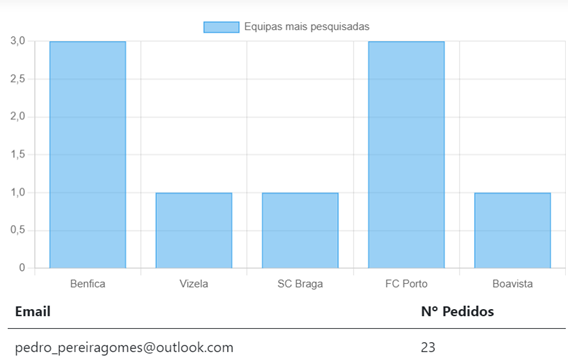 Equipas mais pesquisadas
3,0
2,5
2,0
1,5
1,0
0,5
0
Benfica Vizela SC Braga FC Porto Boavista
Email Nº Pedidos
pedro_pereiragomes@outlook.com 23